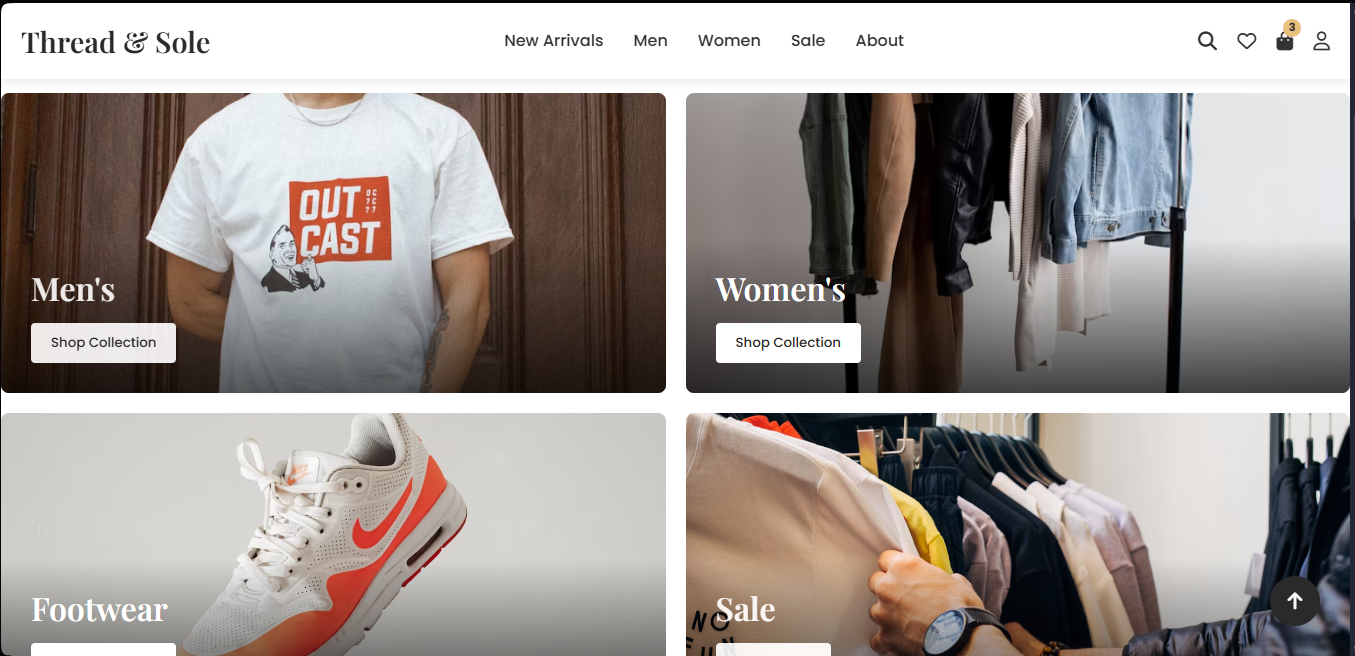 Thread & Sole
New Arrivals Men Women Sale About
3
OUT
CAST
OC
7C
77
Men's
Shop Collection
Women's
Shop Collection
Footwear
NO
Sale